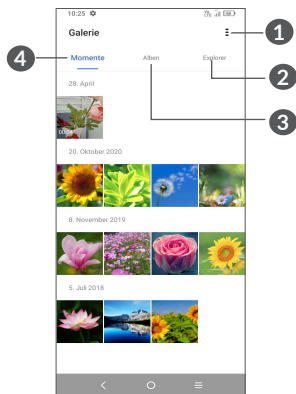 10:25
Galerie
1
4
Momente
Alben
Explorer
2
28. April
3
00:04
20. Oktober 2020
8. November 2019
5. Juli 2018